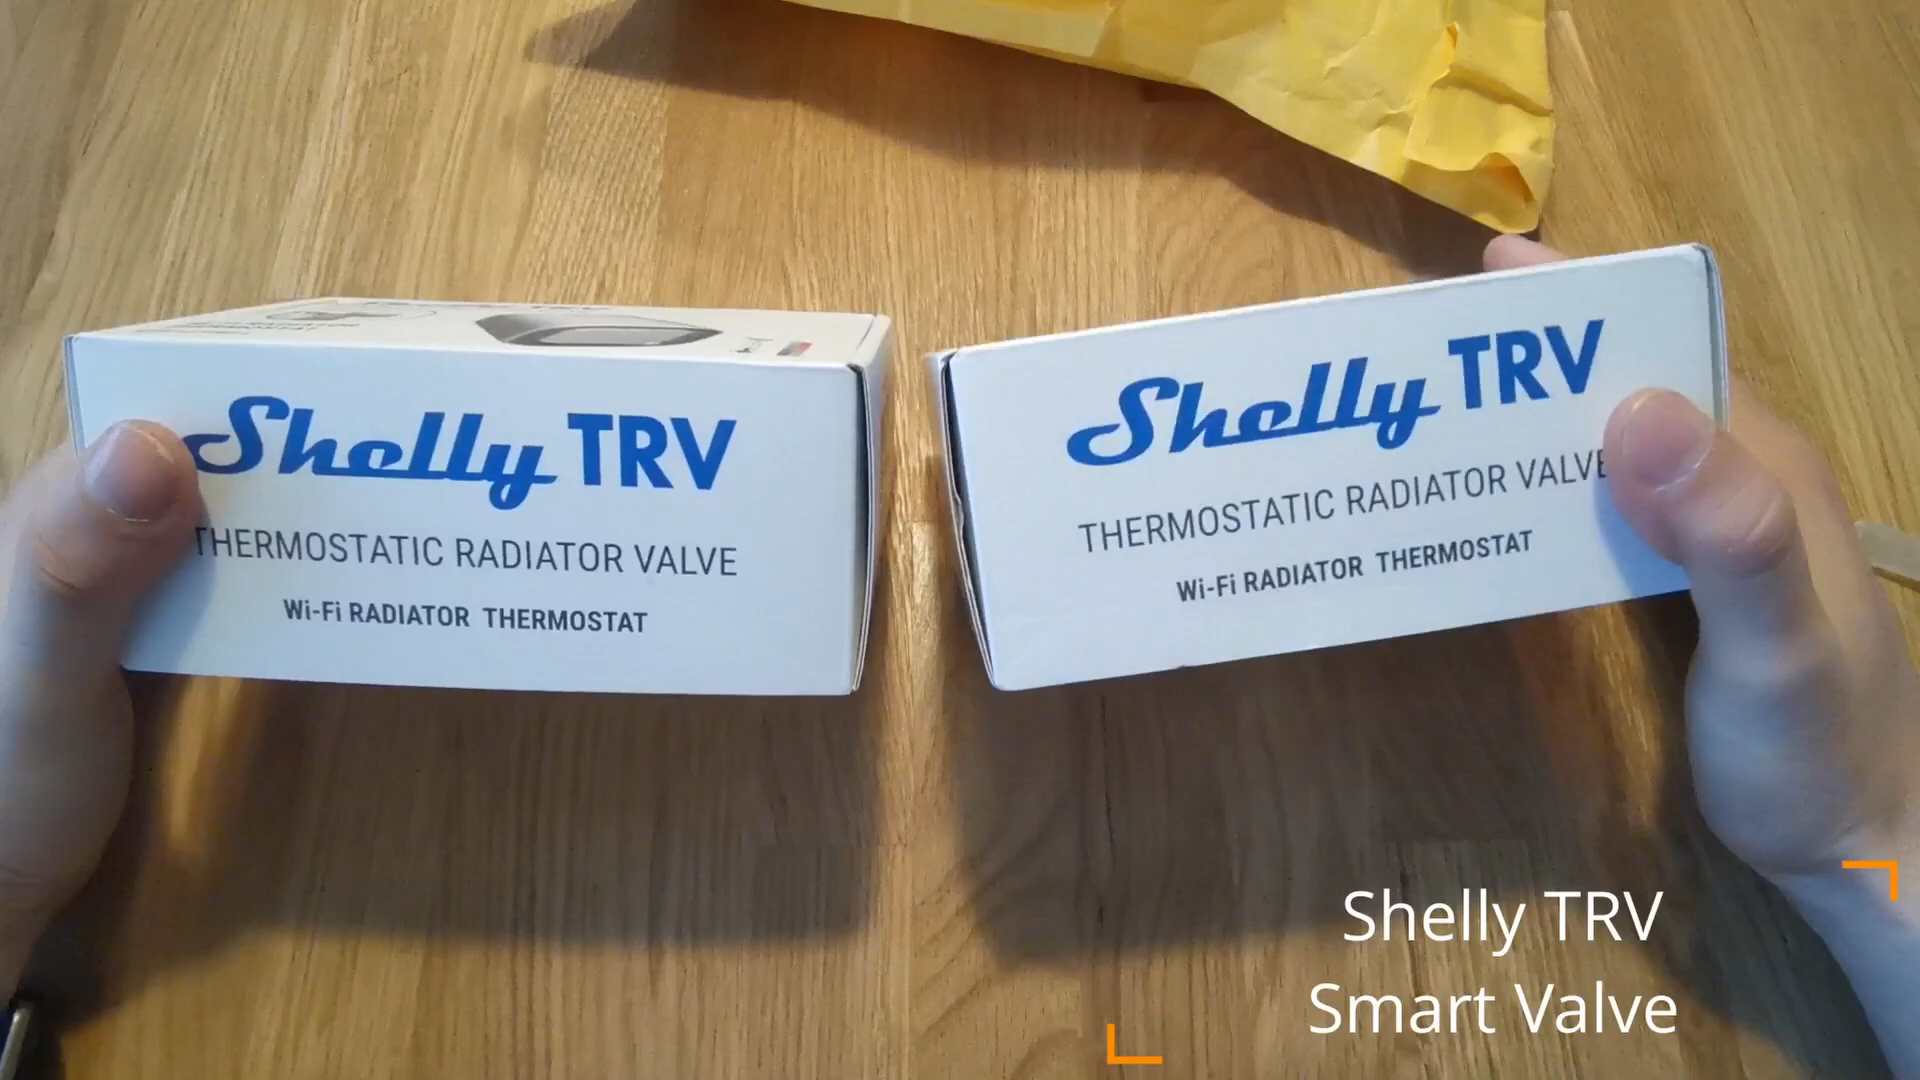 Shelly TRV
THERMOSTATIC RADIATOR VALVE
Wi-Fi RADIATOR THERMOSTAT
Shelly TRV
THERMOSTATIC RADIATOR VALVE
Wi-Fi RADIATOR THERMOSTAT
Shelly TRV
Smart Valve